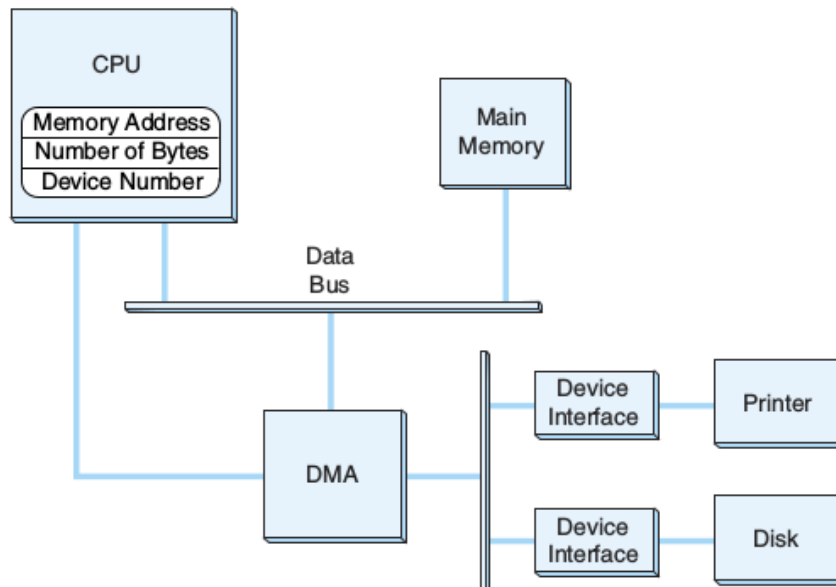 CPU
Memory Address
Number of Bytes
Device Number
Main
Memory
Data
Bus
DMA
Device
Interface
Printer
Device
Interface
Disk